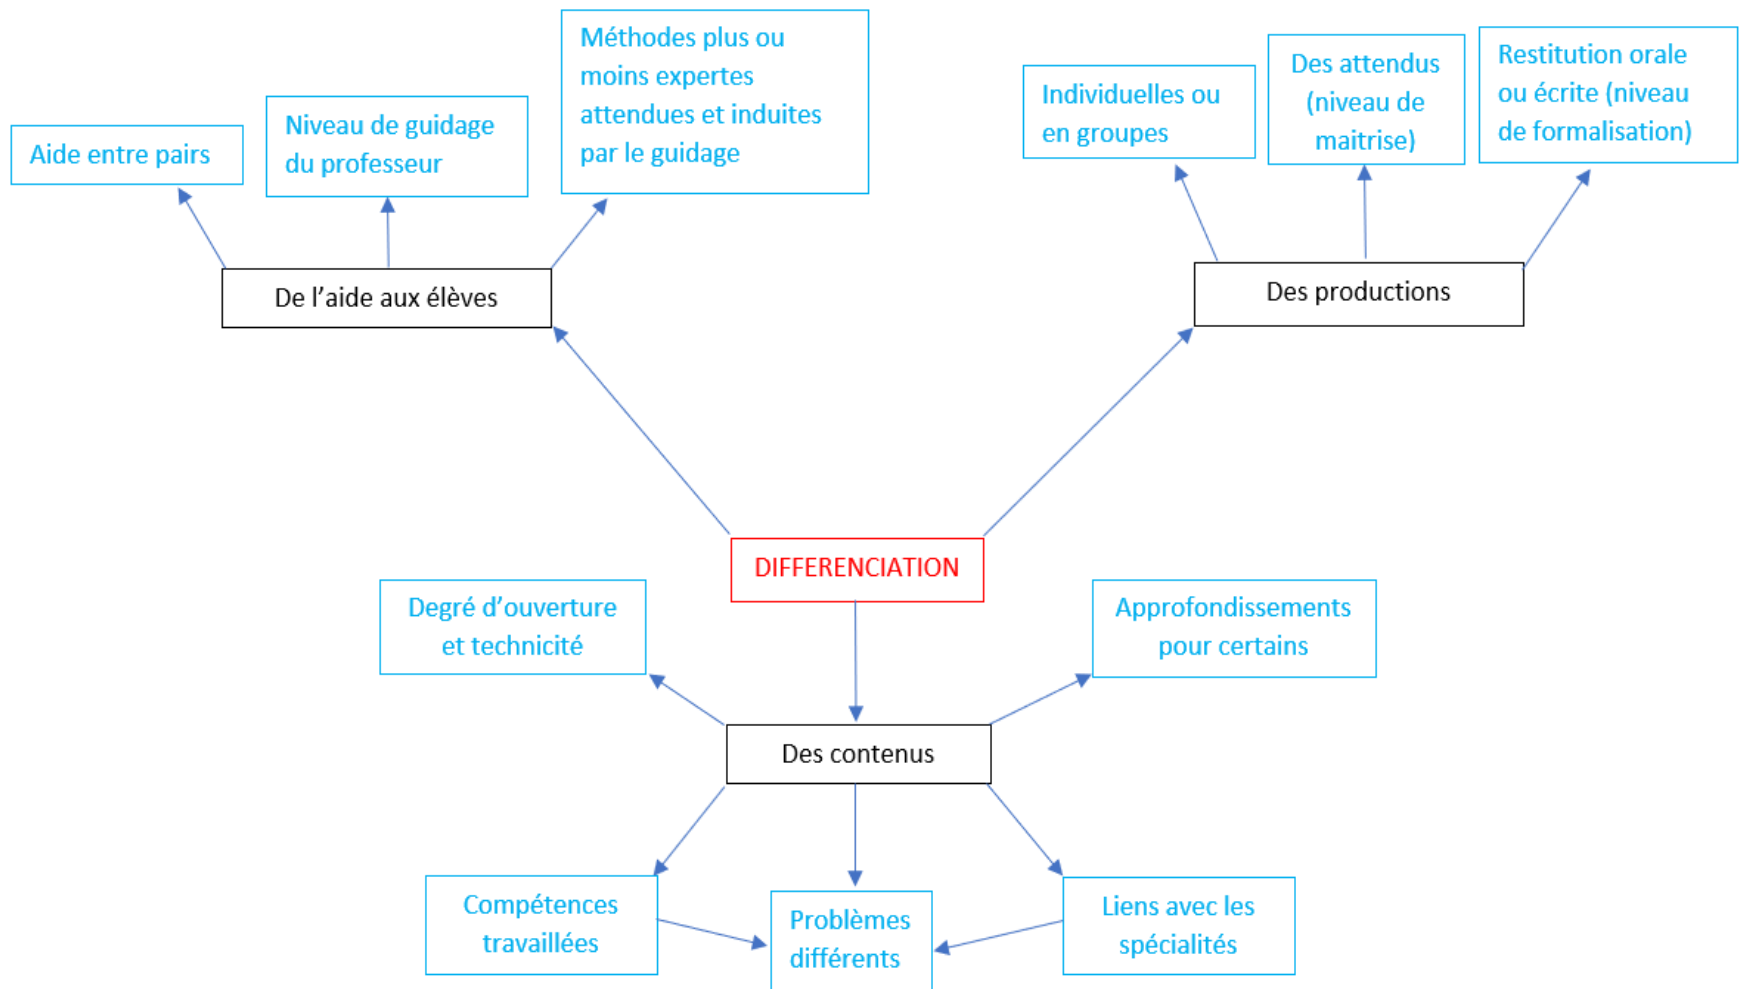 Méthodes plus ou
moins expertes
attendues et induites
par le guidage
Niveau de guidage
du professeur
Aide entre pairs
De l’aide aux élèves
Individuelles ou
en groupes
Des attendus
(niveau de
maitrise)
Restitution orale
ou écrite (niveau
de formalisation)
Des productions
DIFFERENCIATION
Degré d’ouverture
et technicité
Approfondissements
pour certains
Des contenus
Compétences
travaillées
Problèmes
différents
Liens avec les
spécialités